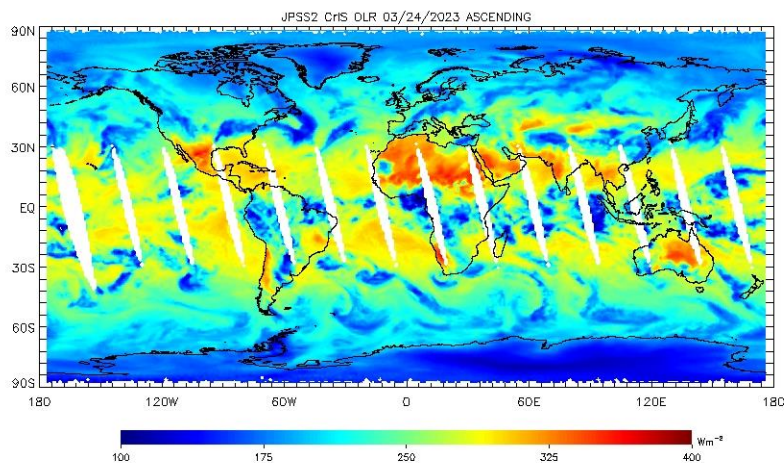 JPSS2 CrIS OLR 03/24/2023 ASCENDING
90N
60N
30N
EQ
30S
60S
90S
180 120W 60W 0 60E 120E 180
100 175 250 325 400 Wm⁻²